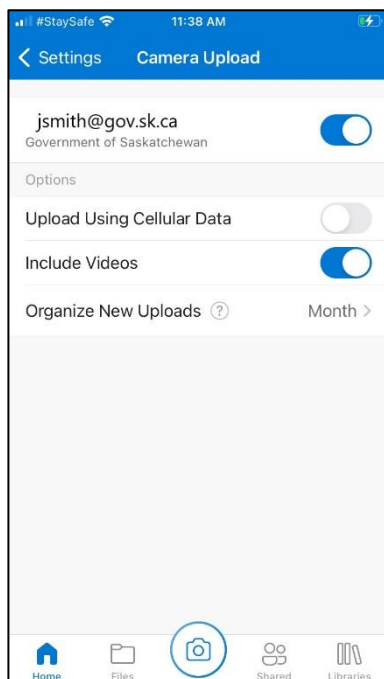 #StaySafe 11:38 AM
Settings Camera Upload
jsmith@gov.sk.ca
Government of Saskatchewan
Options
Upload Using Cellular Data
Include Videos
Organize New Uploads ? Month
Home Files Shared Libraries